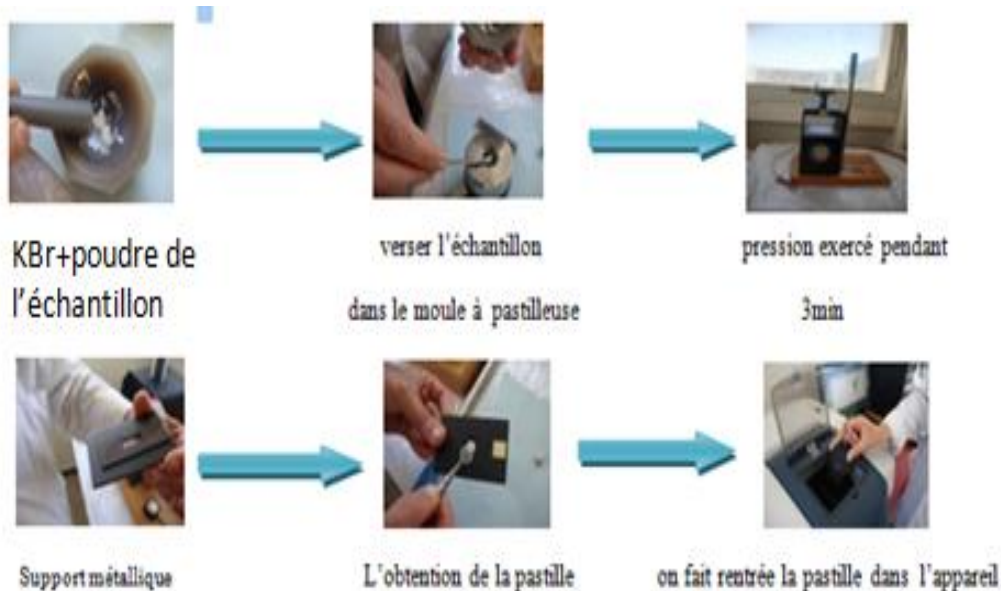 KBr+poudre de
l'échantillon
verser l'échantillon
dans le moule à pastilleuse
pression exercé pendant
3min
Support métallique
L'obtention de la pastille
on fait rentrée la pastille dans l'appareil